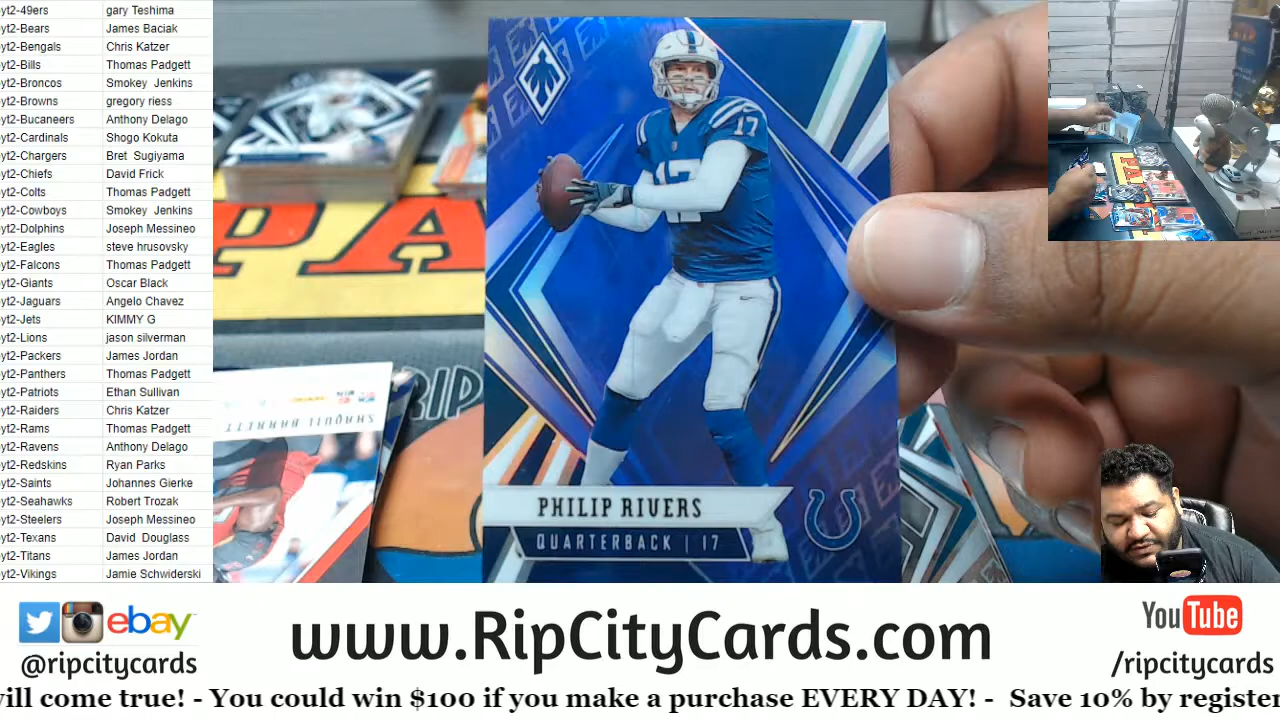 yt2-49ers gary Teshima
yt2-Bears James Baciak
yt2-Bengals Chris Katzer
yt2-Bills Thomas Padgett
yt2-Broncos Smokey Jenkins
yt2-Browns gregory riess
yt2-Bucaneers Anthony Delago
yt2-Cardinals Shogo Kokuta
yt2-Chargers Bret Sugiyama
yt2-Chiefs David Frick
yt2-Colts Thomas Padgett
yt2-Cowboys Smokey Jenkins
yt2-Dolphins Joseph Messineo
yt2-Eagles steve hrusovsky
yt2-Falcons Thomas Padgett
yt2-Giants Oscar Black
yt2-Jaguars Angelo Chavez
yt2-Jets KIMMY G
yt2-Lions jason silverman
yt2-Packers James Jordan
yt2-Panthers Thomas Padgett
yt2-Patriots Ethan Sullivan
yt2-Raiders Chris Katzer
yt2-Rams Thomas Padgett
yt2-Ravens Anthony Delago
yt2-Redskins Ryan Parks
yt2-Saints Johannes Gierke
yt2-Seahawks Robert Trozak
yt2-Steelers Joseph Messineo
yt2-Texans David Douglass
yt2-Titans James Jordan
yt2-Vikings Jamie Schwiderski
17
17
PHILIP RIVERS
QUARTERBACK | 17
PA
RIP
SHAQUIL BARRETT
ebay
@ripcitycards
www.RipCityCards.com
YouTube
/ripcitycards
will come true! - You could win $100 if you make a purchase EVERY DAY! - Save 10% by register